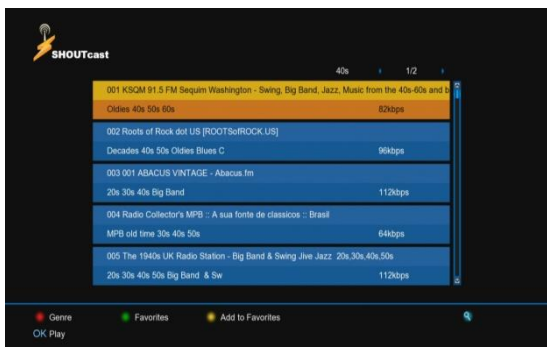 SHOUTcast
40s 1/2
001 KSQM 91.5 FM Sequim Washington - Swing, Big Band, Jazz, Music from the 40s-60s and b
Oldies 40s 50s 60s 82kbps
002 Roots of Rock dot US [ROOTSofROCK.US]
Decades 40s 50s Oldies Blues C 96kbps
003 001 ABACUS VINTAGE - Abacus.fm
20s 30s 40s Big Band 112kbps
004 Radio Collector's MPB :: A sua fonte de classicos :: Brasil
MPB old time 30s 40s 50s 64kbps
005 The 1940s UK Radio Station - Big Band & Swing Jive Jazz 20s,30s,40s,50s
20s 30s 40s 50s Big Band & Sw 112kbps
Genre Favorites Add to Favorites
OK Play